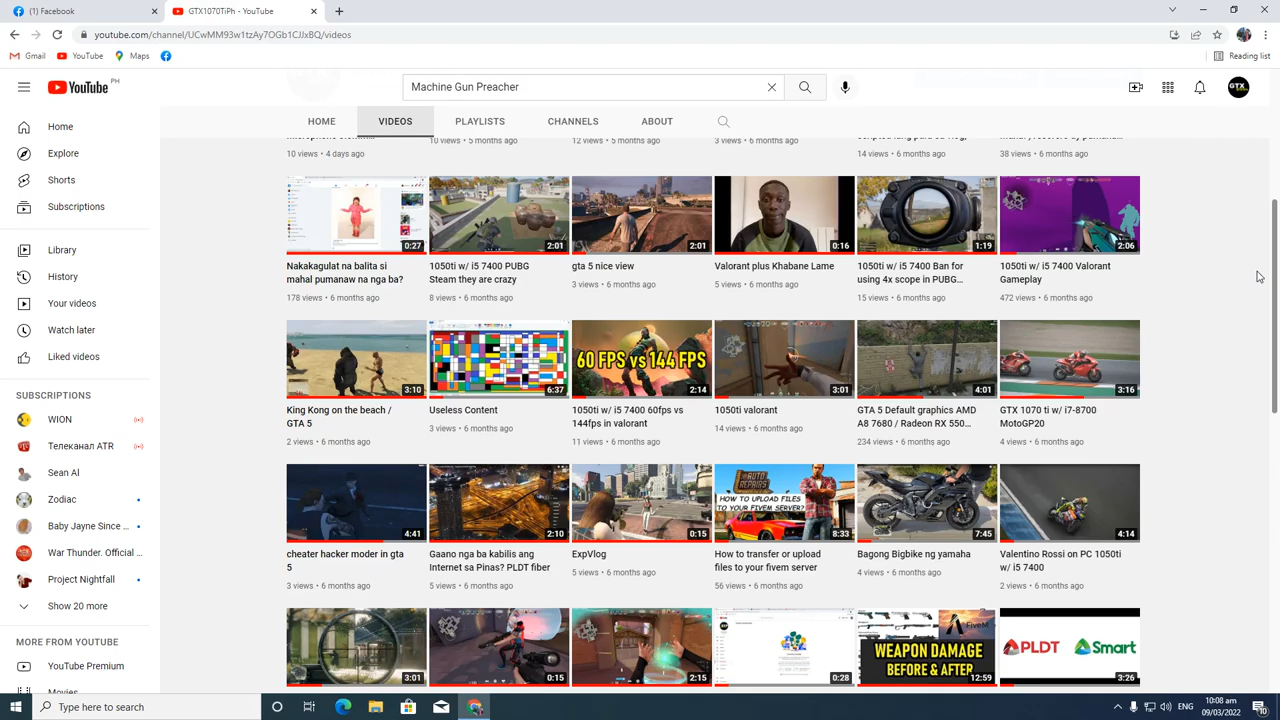 (1) Facebook
GTX1070TiPh - YouTube
youtube.com/channel/UCwMM93w1tzAy7OGb1CJJxBQ/videos
Gmail
YouTube
Maps
Reading list
YouTube PH
Machine Gun Preacher
GTX
HOME
VIDEOS
PLAYLISTS
CHANNELS
ABOUT
Home
Explore
Shorts
Subscriptions
Library
History
Your videos
Watch later
Liked videos
SUBSCRIPTIONS
WION
Телеканал ATR
Sean Al
Zodiac
Baby Jayne Since ...
War Thunder. Official ...
Project Nightfall
Show 20 more
ORE FROM YOUTUBE
YouTube Premium
Movies
10 views • 4 days ago
10 views • 5 months ago
12 views • 5 months ago
3 views • 6 months ago
14 views • 6 months ago
38 views • 6 months ago
0:27
2:01
2:01
0:16
1:19
2:06
Nakakagulat na balita si
mahal pumanaw na nga ba?
178 views • 6 months ago
1050ti w/ i5 7400 PUBG
Steam they are crazy
8 views • 6 months ago
gta 5 nice view
3 views • 6 months ago
Valorant plus Khabane Lame
5 views • 6 months ago
1050ti w/ i5 7400 Ban for
using 4x scope in PUBG...
15 views • 6 months ago
1050ti w/ i5 7400 Valorant
Gameplay
472 views • 6 months ago
3:10
6:37
60 FPS vs 144 FPS
2:14
3:01
4:01
3:16
King Kong on the beach /
GTA 5
2 views • 6 months ago
Useless Content
3 views • 6 months ago
1050ti w/ i5 7400 60fps vs
144fps in valorant
11 views • 6 months ago
1050ti valorant
14 views • 6 months ago
GTA 5 Default graphics AMD
A8 7680 / Radeon RX 550...
234 views • 6 months ago
GTX 1070 ti w/ i7-8700
MotoGP20
4 views • 6 months ago
4:41
2:10
0:15
AUTO
REPAIRS
HOW TO UPLOAD FILES
TO YOUR FIVEM SERVER?
8:33
7:45
4:14
cheater hacker moder in gta
5
3 views • 6 months ago
Gaano nga ba kabilis ang
Internet sa Pinas? PLDT fiber
5 views • 6 months ago
ExpVlog
5 views • 6 months ago
How to transfer or upload
files to your fivem server
56 views • 6 months ago
Bagong Bigbike ng yamaha
4 views • 6 months ago
Valentino Rossi on PC 1050ti
w/ i5 7400
2 views • 6 months ago
3:01
0:15
2:15
0:28
FiveM
WEAPON DAMAGE
BEFORE & AFTER
12:59
PLDT
Smart
3:26
Type here to search
ENG
10:08 am
09/03/2022
10